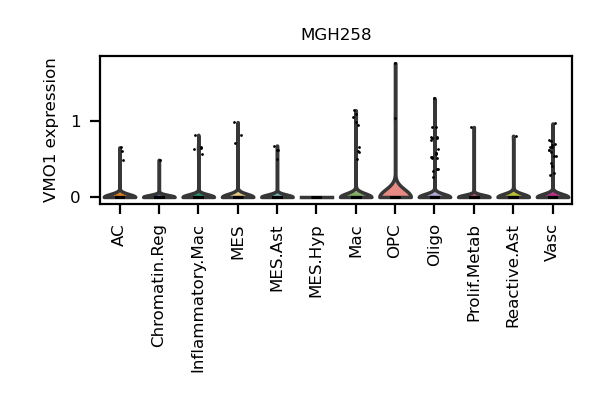 MGH258
VMO1 expression
1
0
AC
Chromatin.Reg
Inflammatory.Mac
MES
MES.Ast
MES.Hyp
Mac
OPC
Oligo
Prolif.Metab
Reactive.Ast
Vasc